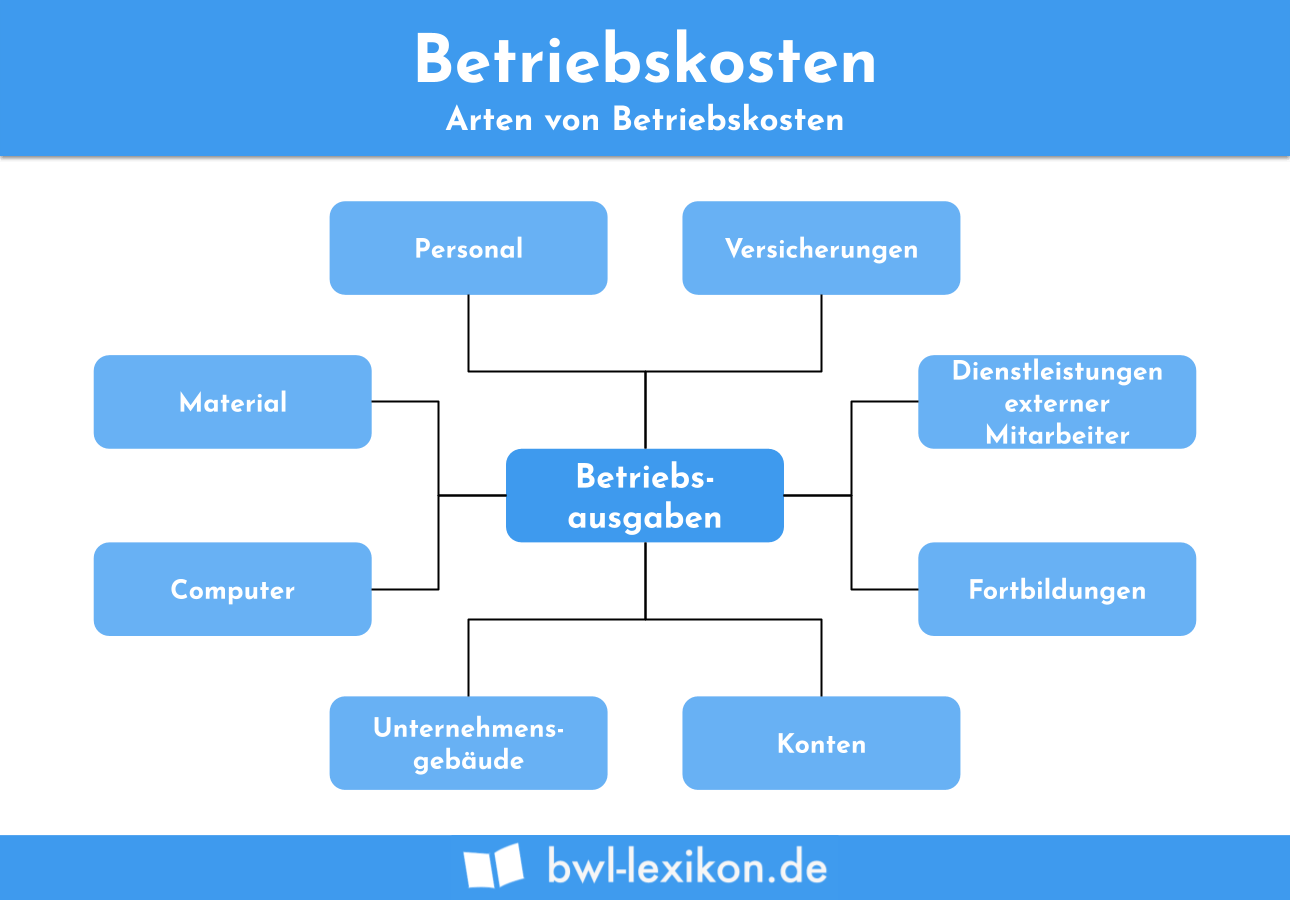 Betriebskosten
Arten von Betriebskosten
Personal
Versicherungen
Material
Dienstleistungen
externer
Mitarbeiter
Betriebs-
ausgaben
Computer
Fortbildungen
Unternehmens-
gebäude
Konten
bwl-lexikon.de